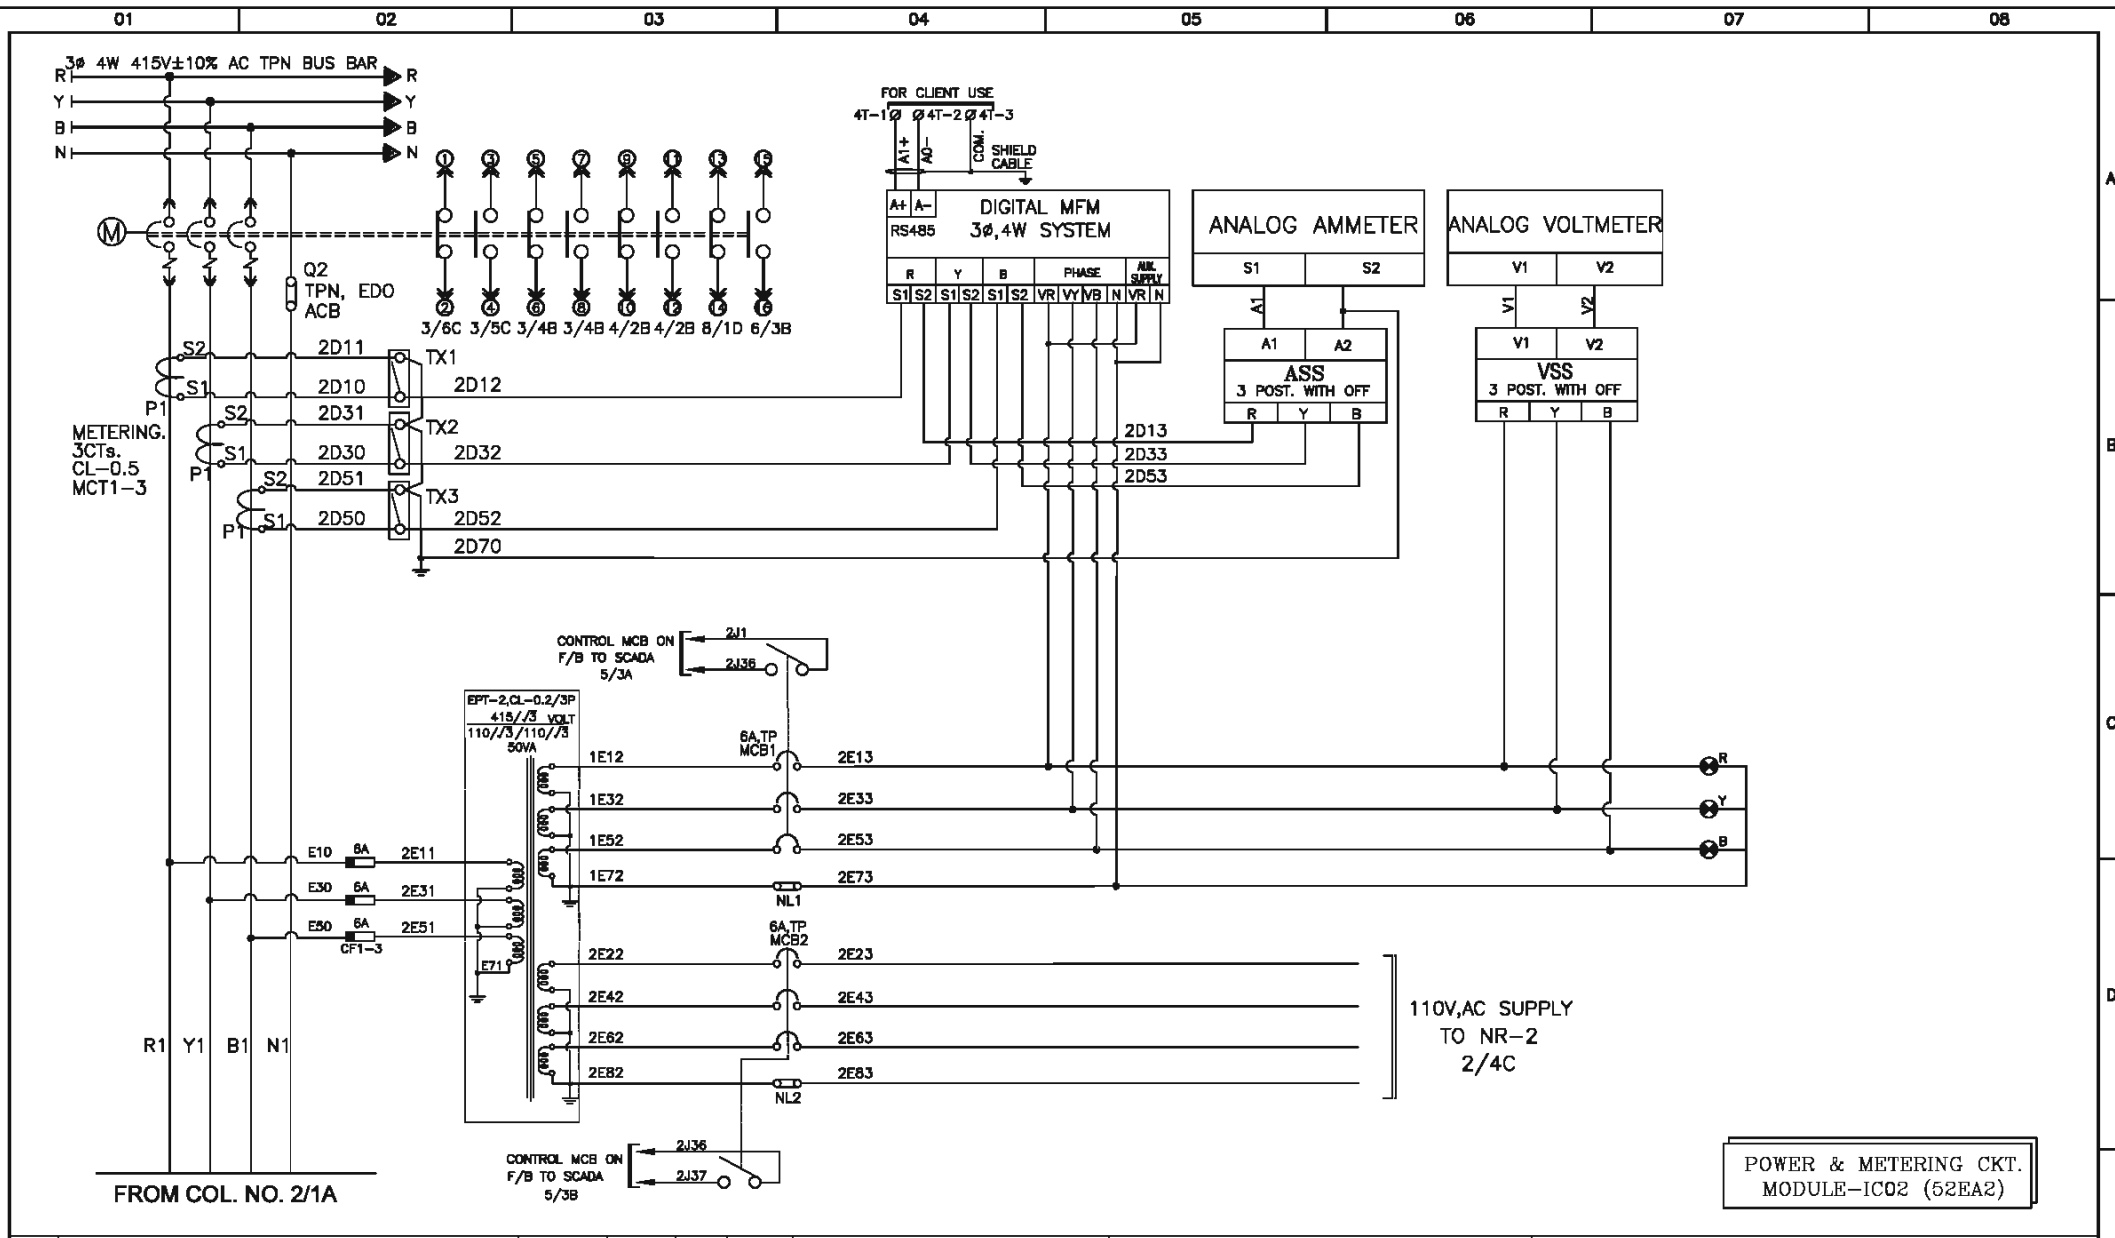 01 02 03 04 05 06 07 08
3ø 4W 415V±10% AC TPN BUS BAR
R R
Y Y
B B
N N
A
B
C
D
M
Q2
TPN, EDO
ACB
1 3 5 7 9 11 13 15
2 4 6 8 10 12 14 16
3/6C 3/5C 3/4B 3/4B 4/2B 4/2B 8/1D 6/3B
FOR CLIENT USE
4T-1 4T-2 4T-3
A1+ A0- COM.
SHIELD
CABLE
A+ A-
RS485
DIGITAL MFM
3ø,4W SYSTEM
R Y B PHASE AUX. SUPPLY
S1 S2 S1 S2 S1 S2 VR VY VB N VR N
ANALOG AMMETER
S1 S2
A1
A1 A2
ASS
3 POST. WITH OFF
R Y B
ANALOG VOLTMETER
V1 V2
V1 V2
V1 V2
VSS
3 POST. WITH OFF
R Y B
S2 2D11 TX1
S1 2D10 2D12
P1
S2 2D31 TX2
S1 2D30 2D32
P1
S2 2D51 TX3
S1 2D50 2D52
P1
2D70
METERING.
3CTs.
CL-0.5
MCT1-3
2D13
2D33
2D53
CONTROL MCB ON
F/B TO SCADA
5/3A
2J1
2J36
EPT-2,CL-0.2/3P
415/√3 VOLT
110/√3/110/√3
50VA
6A,TP
MCB1
1E12 2E13 R
1E32 2E33 Y
1E52 2E53 B
1E72 2E73
NL1
E10 6A 2E11
E30 6A 2E31
E50 6A 2E51
CF1-3
E71
6A,TP
MCB2
2E22 2E23
2E42 2E43
2E62 2E63
2E82 2E83
NL2
110V,AC SUPPLY
TO NR-2
2/4C
R1 Y1 B1 N1
FROM COL. NO. 2/1A
CONTROL MCB ON
F/B TO SCADA
5/3B
2J36
2J37
POWER & METERING CKT.
MODULE-IC02 (52EA2)